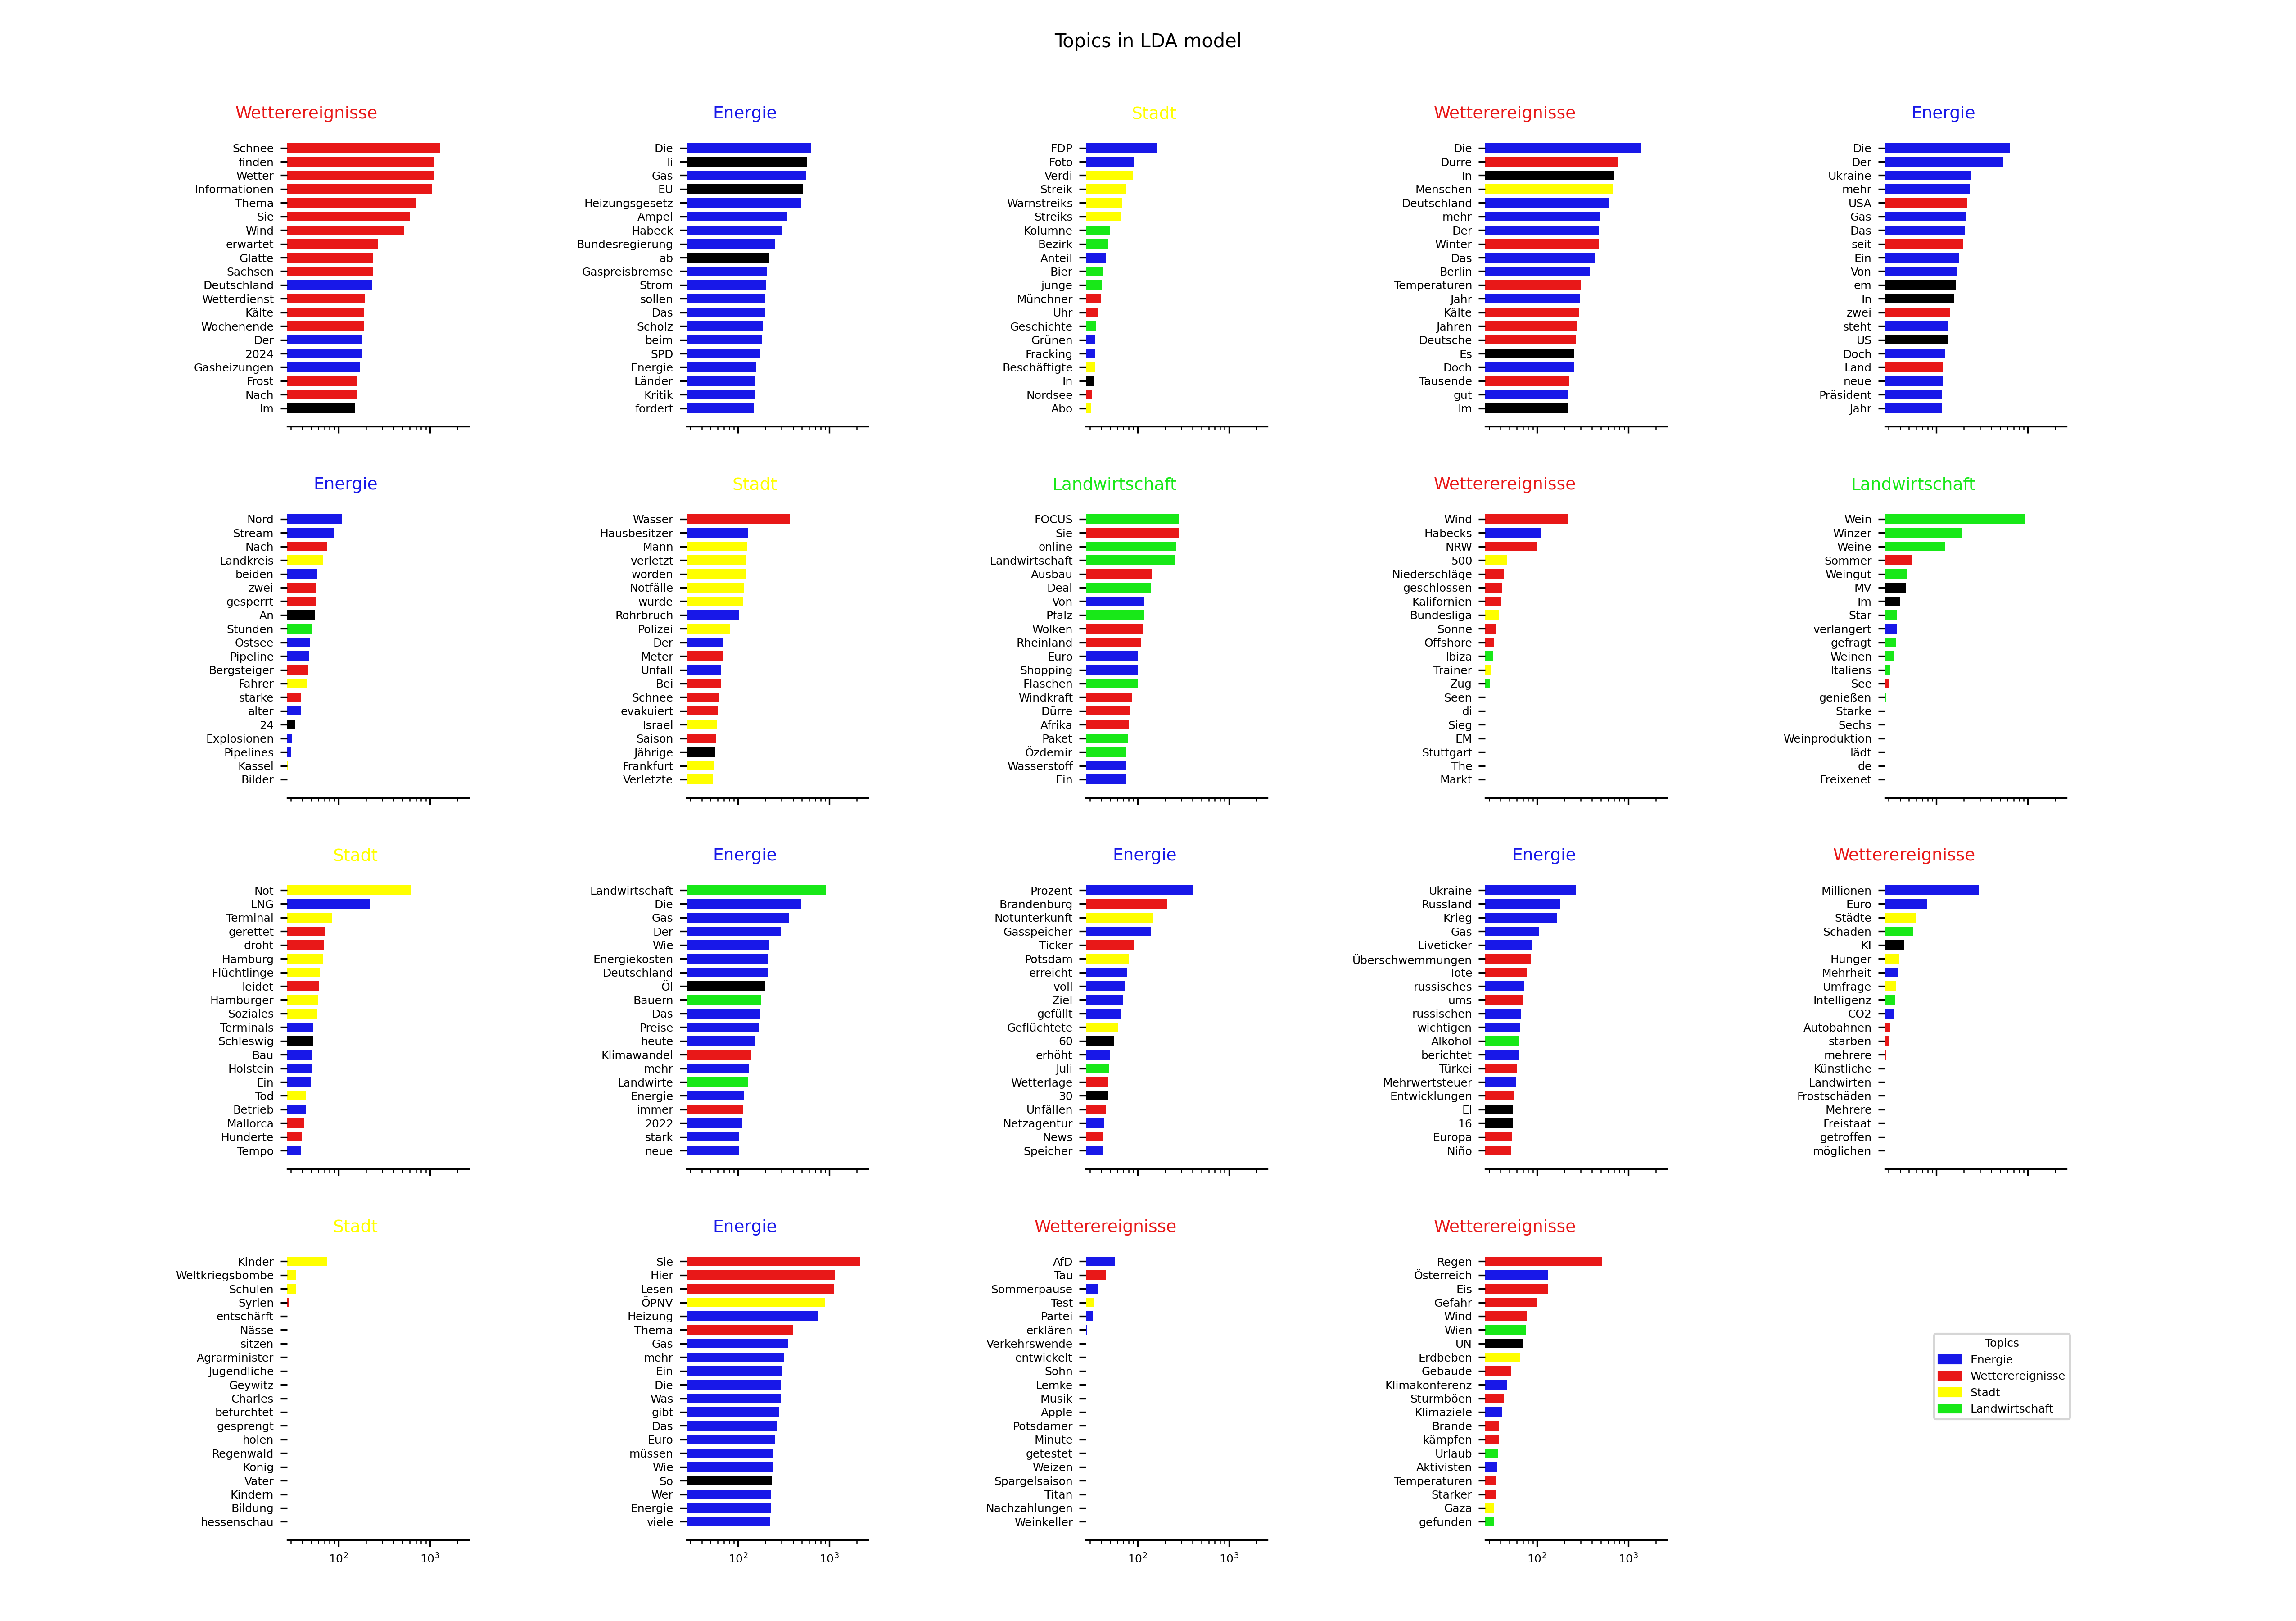 Topics in LDA model
Wetterereignisse
Schnee
finden
Wetter
Informationen
Thema
Sie
Wind
erwartet
Glätte
Sachsen
Deutschland
Wetterdienst
Kälte
Wochenende
Der
2024
Gasheizungen
Frost
Nach
Im
Energie
Die
li
Gas
EU
Heizungsgesetz
Ampel
Habeck
Bundesregierung
ab
Gaspreisbremse
Strom
sollen
Das
Scholz
beim
SPD
Energie
Länder
Kritik
fordert
Stadt
FDP
Foto
Verdi
Streik
Warnstreiks
Streiks
Kolumne
Bezirk
Anteil
Bier
junge
Münchner
Uhr
Geschichte
Grünen
Fracking
Beschäftigte
In
Nordsee
Abo
Wetterereignisse
Die
Dürre
In
Menschen
Deutschland
mehr
Der
Winter
Das
Berlin
Temperaturen
Jahr
Kälte
Jahren
Deutsche
Es
Doch
Tausende
gut
Im
Energie
Die
Der
Ukraine
mehr
USA
Gas
Das
seit
Ein
Von
em
In
zwei
steht
US
Doch
Land
neue
Präsident
Jahr
Energie
Nord
Stream
Nach
Landkreis
beiden
zwei
gesperrt
An
Stunden
Ostsee
Pipeline
Bergsteiger
Fahrer
starke
alter
24
Explosionen
Pipelines
Kassel
Bilder
Stadt
Wasser
Hausbesitzer
Mann
verletzt
worden
Notfälle
wurde
Rohrbruch
Polizei
Der
Meter
Unfall
Bei
Schnee
evakuiert
Israel
Saison
Jährige
Frankfurt
Verletzte
Landwirtschaft
FOCUS
Sie
online
Landwirtschaft
Ausbau
Deal
Von
Pfalz
Wolken
Rheinland
Euro
Shopping
Flaschen
Windkraft
Dürre
Afrika
Paket
Özdemir
Wasserstoff
Ein
Wetterereignisse
Wind
Habecks
NRW
500
Niederschläge
geschlossen
Kalifornien
Bundesliga
Sonne
Offshore
Ibiza
Trainer
Zug
Seen
di
Sieg
EM
Stuttgart
The
Markt
Landwirtschaft
Wein
Winzer
Weine
Sommer
Weingut
MV
Im
Star
verlängert
gefragt
Weinen
Italiens
See
genießen
Starke
Sechs
Weinproduktion
lädt
de
Freixenet
Stadt
Not
LNG
Terminal
gerettet
droht
Hamburg
Flüchtlinge
leidet
Hamburger
Soziales
Terminals
Schleswig
Bau
Holstein
Ein
Tod
Betrieb
Mallorca
Hunderte
Tempo
Energie
Landwirtschaft
Die
Gas
Der
Wie
Energiekosten
Deutschland
Öl
Bauern
Das
Preise
heute
Klimawandel
mehr
Landwirte
Energie
immer
2022
stark
neue
Energie
Prozent
Brandenburg
Notunterkunft
Gasspeicher
Ticker
Potsdam
erreicht
voll
Ziel
gefüllt
Geflüchtete
60
erhöht
Juli
Wetterlage
30
Unfällen
Netzagentur
News
Speicher
Energie
Ukraine
Russland
Krieg
Gas
Liveticker
Überschwemmungen
Tote
russisches
ums
russischen
wichtigen
Alkohol
berichtet
Türkei
Mehrwertsteuer
Entwicklungen
El
16
Europa
Niño
Wetterereignisse
Millionen
Euro
Städte
Schaden
KI
Hunger
Mehrheit
Umfrage
Intelligenz
CO2
Autobahnen
starben
mehrere
Künstliche
Landwirten
Frostschäden
Mehrere
Freistaat
getroffen
möglichen
Stadt
Kinder
Weltkriegsbombe
Schulen
Syrien
entschärft
Nässe
sitzen
Agrarminister
Jugendliche
Geywitz
Charles
befürchtet
gesprengt
holen
Regenwald
König
Vater
Kindern
Bildung
hessenschau
10² 10³
Energie
Sie
Hier
Lesen
ÖPNV
Heizung
Thema
Gas
mehr
Ein
Die
Was
gibt
Das
Euro
müssen
Wie
So
Wer
Energie
viele
10² 10³
Wetterereignisse
AfD
Tau
Sommerpause
Test
Partei
erklären
Verkehrswende
entwickelt
Sohn
Lemke
Musik
Apple
Potsdamer
Minute
getestet
Weizen
Spargelsaison
Titan
Nachzahlungen
Weinkeller
10² 10³
Wetterereignisse
Regen
Österreich
Eis
Gefahr
Wind
Wien
UN
Erdbeben
Gebäude
Klimakonferenz
Sturmböen
Klimaziele
Brände
kämpfen
Urlaub
Aktivisten
Temperaturen
Starker
Gaza
gefunden
10² 10³
Topics
Energie
Wetterereignisse
Stadt
Landwirtschaft